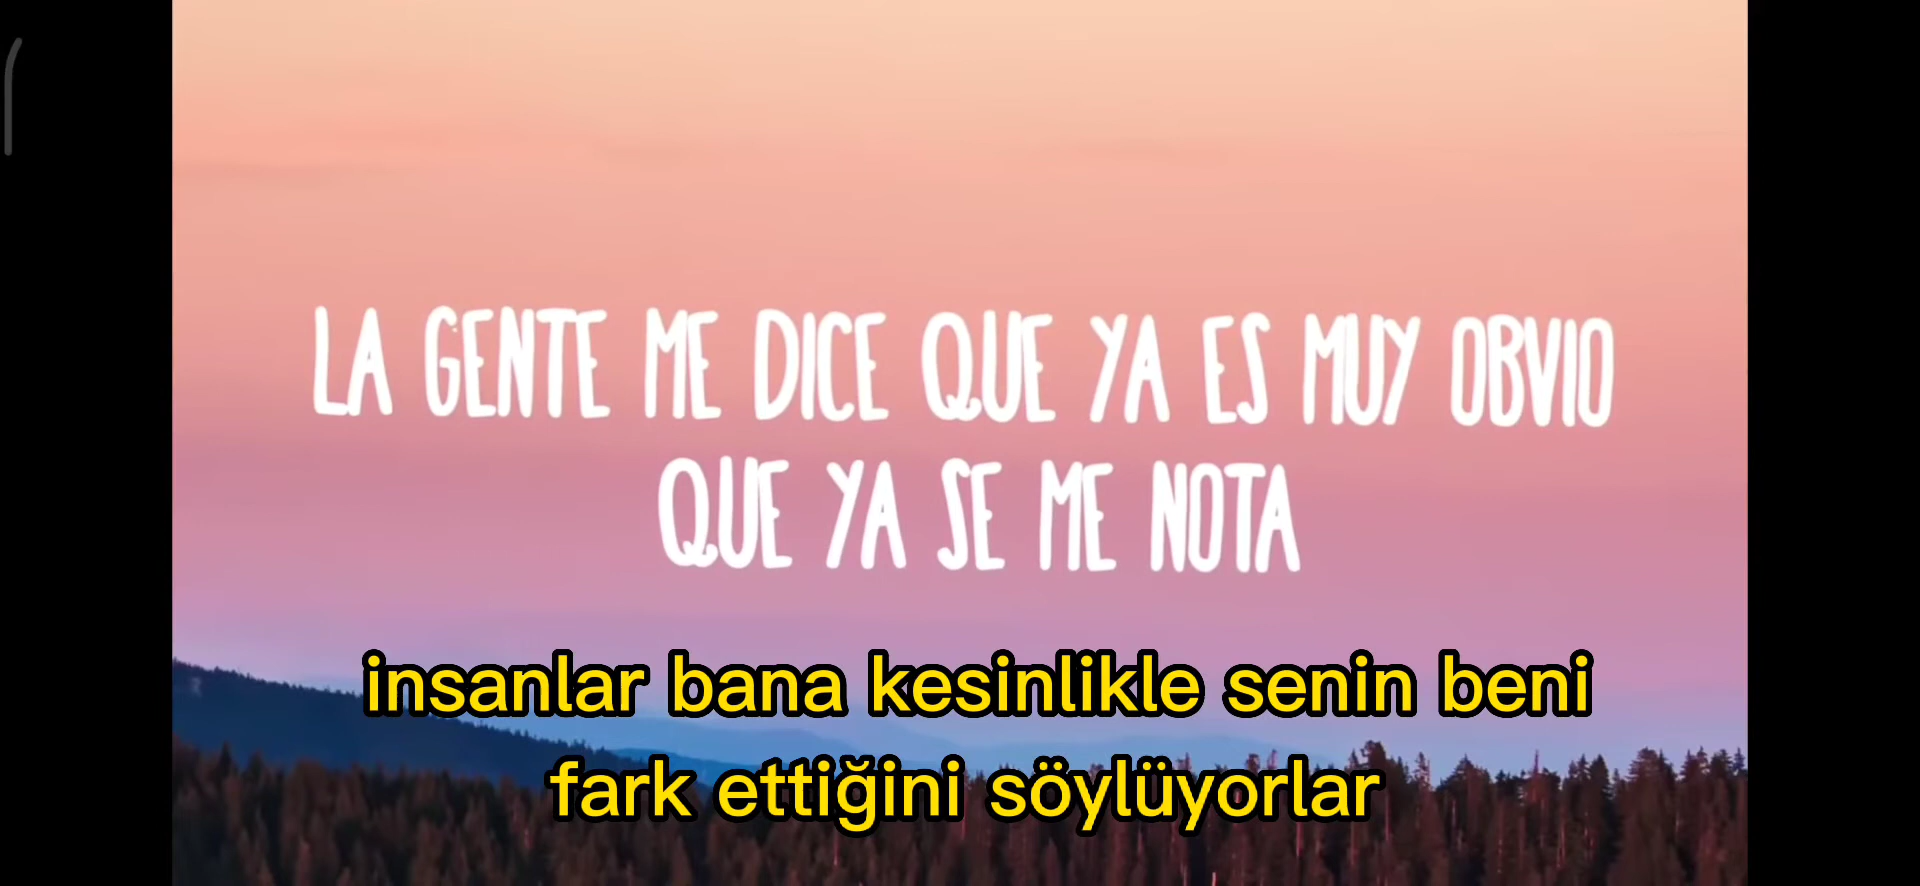 LA GENTE ME DICE QUE YA ES MUY OBVIO
QUE YA SE ME NOTA
insanlar bana kesinlikle senin beni
fark ettiğini söylüyorlar